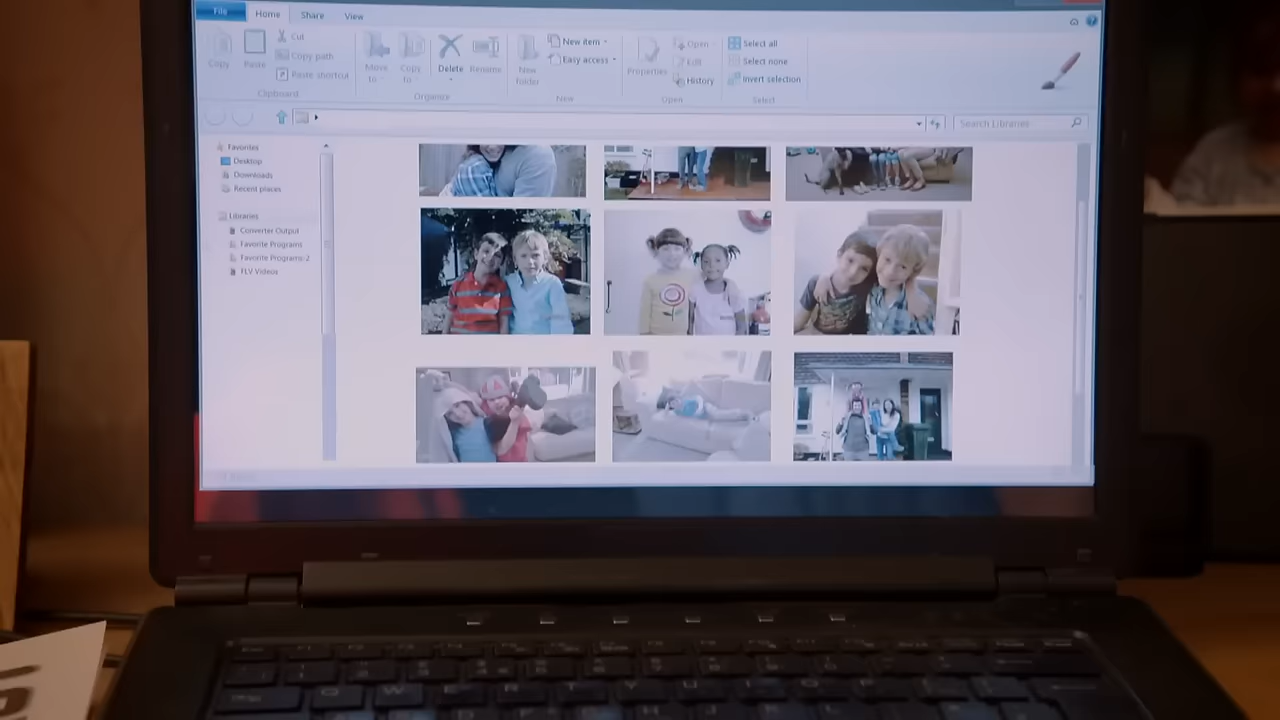 File Home Share View
Cut
Copy path
Paste shortcut
Copy Paste
Clipboard
Move to
Copy to
Delete Rename
Organize
New folder
New item
Easy access
New
Properties
Open
Edit
History
Open
Select all
Select none
Invert selection
Select
Search Libraries
Favorites
Desktop
Downloads
Recent places
Libraries
Converter Output
Favorite Programs
Favorite Programs-2
FLV Videos